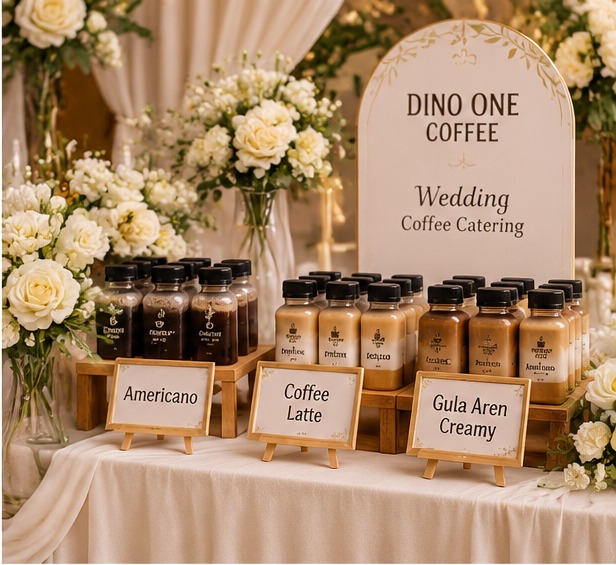 DINO ONE
COFFEE
Wedding
Coffee Catering
Americano
Coffee
Latte
Gula Aren
Creamy